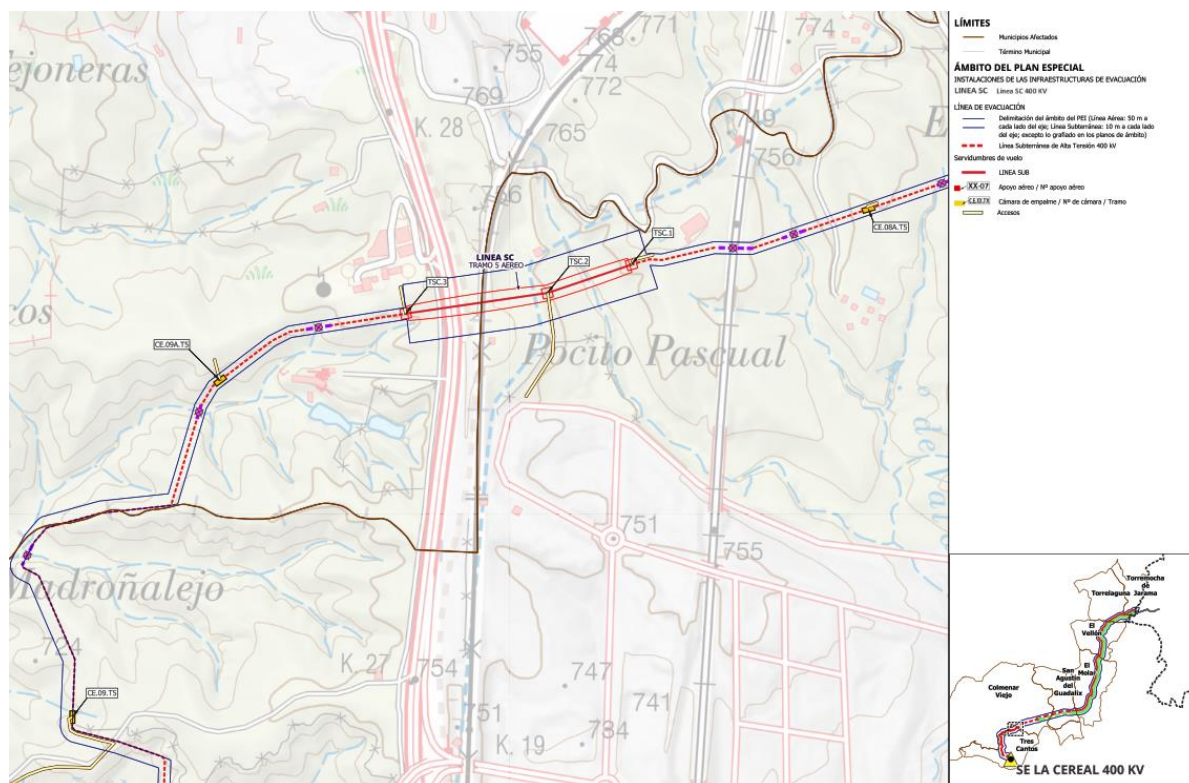 771
774
755
768
774
ejonera
772
769
K. 28
765
756
766
CE.08A.T5
TSC.1
LINEA SC
TRAMO 5 AEREO
TSC.2
TSC.3
cos
CE.09A.T5
Pocito Pascual
751
755
adroñalejo
K. 27
754
747
741
CE.09.T5
734
K. 19
LÍMITES
Municipios Afectados
Término Municipal
ÁMBITO DEL PLAN ESPECIAL
INSTALACIONES DE LAS INFRAESTRUCTURAS DE EVACUACIÓN
LINEA SC Línea SC 400 KV
LÍNEA DE EVACUACIÓN
Delimitación del ámbito del PEI (Línea Aérea: 50 m a
cada lado del eje; Línea Subterránea: 10 m a cada lado
del eje; excepto lo grafiado en los planos de ámbito)
Línea Subterránea de Alta Tensión 400 kV
Servidumbres de vuelo
LINEA SUB
XX-07 Apoyo aéreo / Nº apoyo aéreo
Cámara de empalme / Nº de cámara / Tramo
Accesos
Torremocha
de
Jarama
Torrelaguna
El
Vellón
El
Molar
San
Agustín
del
Guadalix
Colmenar
Viejo
Tres
Cantos
SE LA CEREAL 400 KV